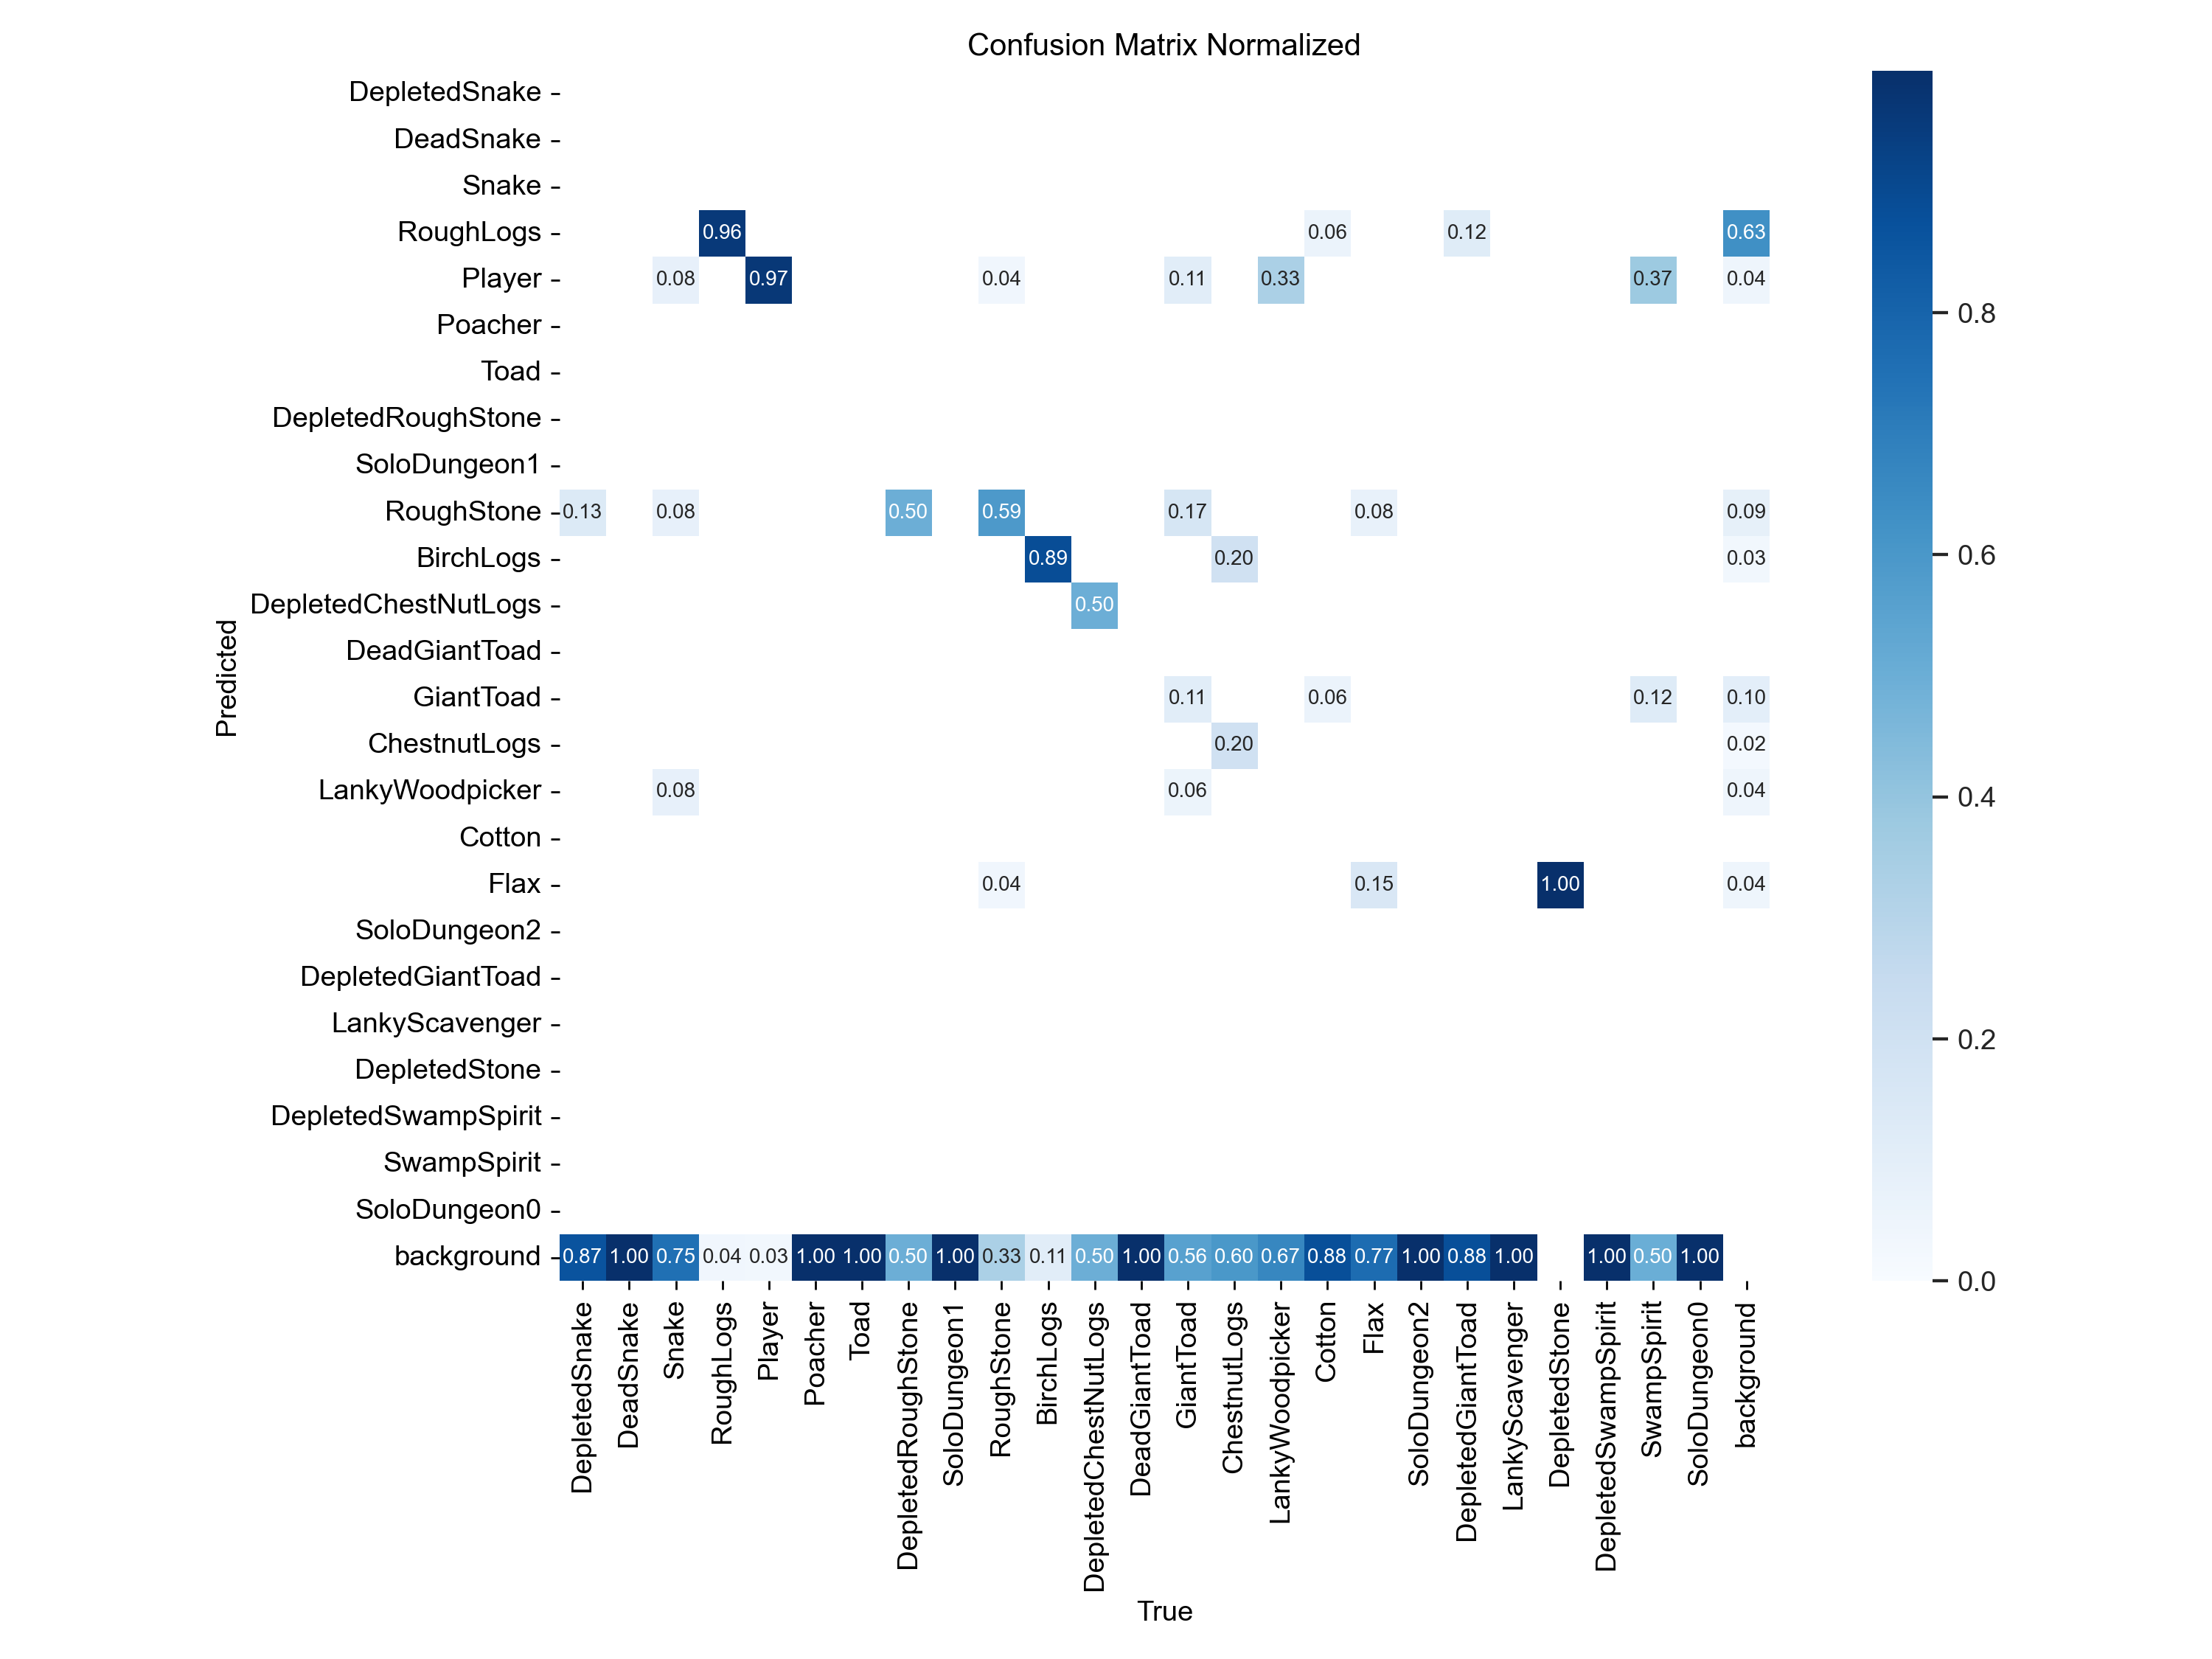 Confusion Matrix Normalized
DepletedSnake
DeadSnake
Snake
RoughLogs 0.96 0.06 0.12 0.63
Player 0.08 0.97 0.04 0.11 0.33 0.37 0.04
Poacher
Toad
DepletedRoughStone
SoloDungeon1
RoughStone 0.13 0.08 0.50 0.59 0.17 0.08 0.09
BirchLogs 0.89 0.20 0.03
DepletedChestNutLogs 0.50
DeadGiantToad
GiantToad 0.11 0.06 0.12 0.10
ChestnutLogs 0.20 0.02
LankyWoodpicker 0.08 0.06 0.04
Cotton
Flax 0.04 0.15 1.00 0.04
SoloDungeon2
DepletedGiantToad
LankyScavenger
DepletedStone
DepletedSwampSpirit
SwampSpirit
SoloDungeon0
background 0.87 1.00 0.75 0.04 0.03 1.00 1.00 0.50 1.00 0.33 0.11 0.50 1.00 0.56 0.60 0.67 0.88 0.77 1.00 0.88 1.00 1.00 0.50 1.00
Predicted
DepletedSnake
DeadSnake
Snake
RoughLogs
Player
Poacher
Toad
DepletedRoughStone
SoloDungeon1
RoughStone
BirchLogs
DepletedChestNutLogs
DeadGiantToad
GiantToad
ChestnutLogs
LankyWoodpicker
Cotton
Flax
SoloDungeon2
DepletedGiantToad
LankyScavenger
DepletedStone
DepletedSwampSpirit
SwampSpirit
SoloDungeon0
background
True
0.8
0.6
0.4
0.2
0.0